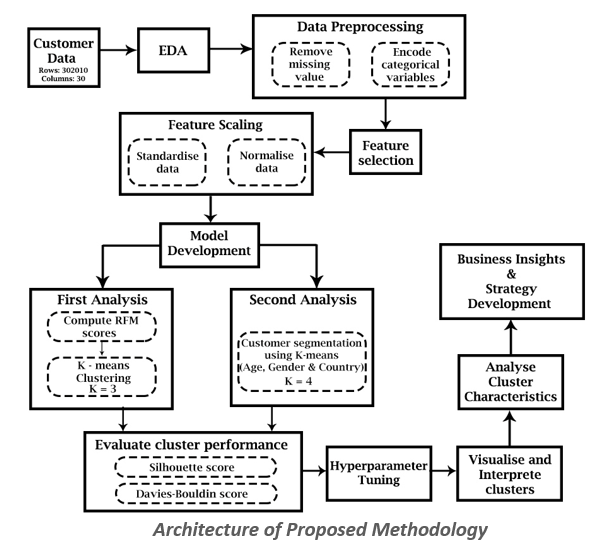 Customer
Data
Rows: 302010
Columns: 30
EDA
Data Preprocessing
Remove
missing
value
Encode
categorical
variables
Feature
selection
Feature Scaling
Standardise
data
Normalise
data
Model
Development
First Analysis
Compute RFM
scores
K - means
Clustering
K = 3
Second Analysis
Customer segmentation
using K-means
(Age, Gender & Country)
K = 4
Evaluate cluster performance
Silhouette score
Davies-Bouldin score
Hyperparameter
Tuning
Visualise and
Interprete
clusters
Analyse
Cluster
Characteristics
Business Insights
&
Strategy
Development
Architecture of Proposed Methodology